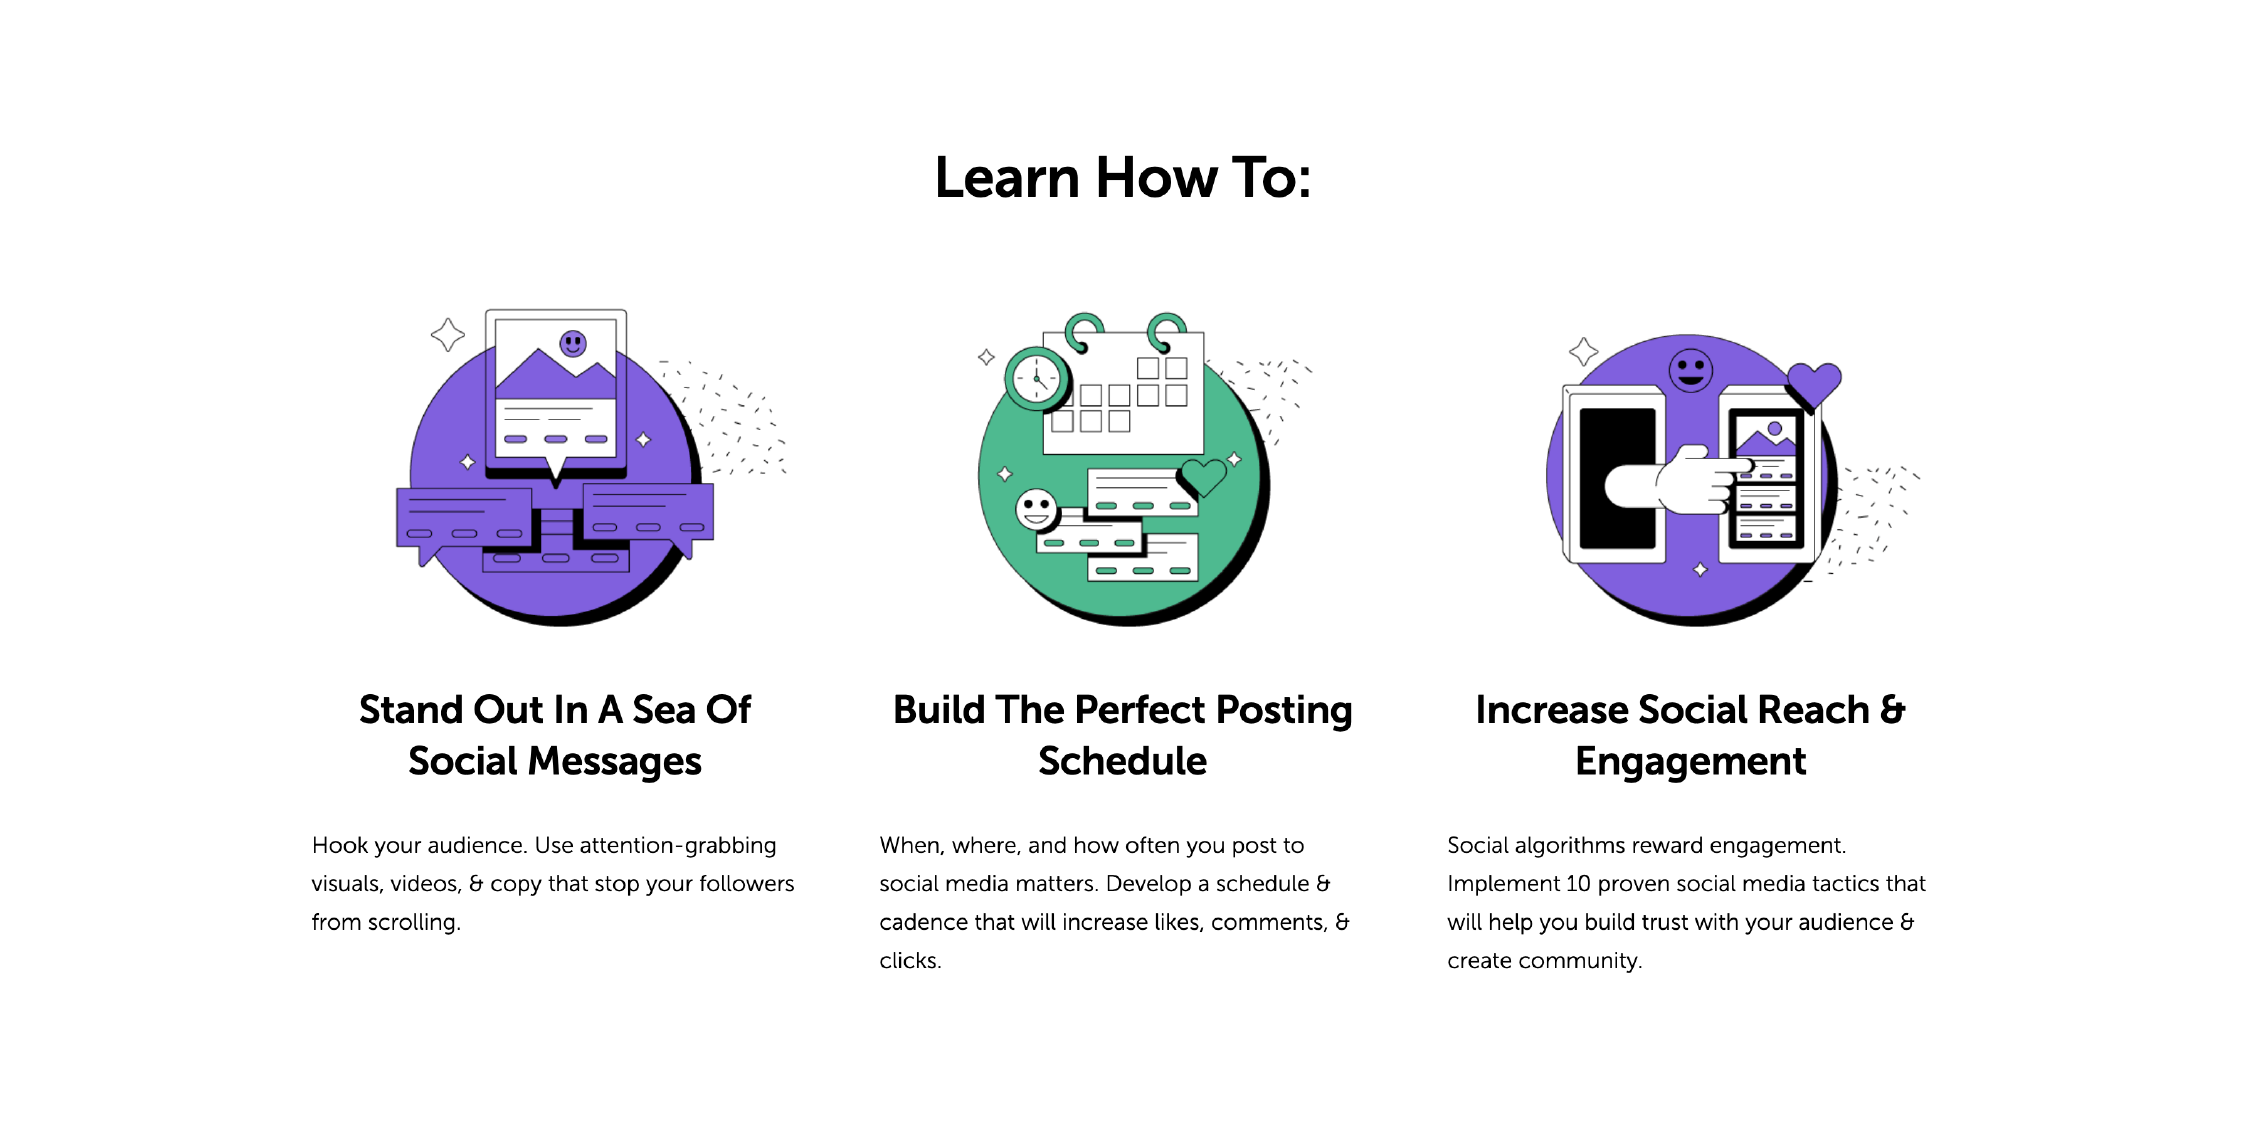 Learn How To:
Stand Out In A Sea Of
Social Messages
Hook your audience. Use attention-grabbing
visuals, videos, & copy that stop your followers
from scrolling.
Build The Perfect Posting
Schedule
When, where, and how often you post to
social media matters. Develop a schedule &
cadence that will increase likes, comments, &
clicks.
Increase Social Reach &
Engagement
Social algorithms reward engagement.
Implement 10 proven social media tactics that
will help you build trust with your audience &
create community.